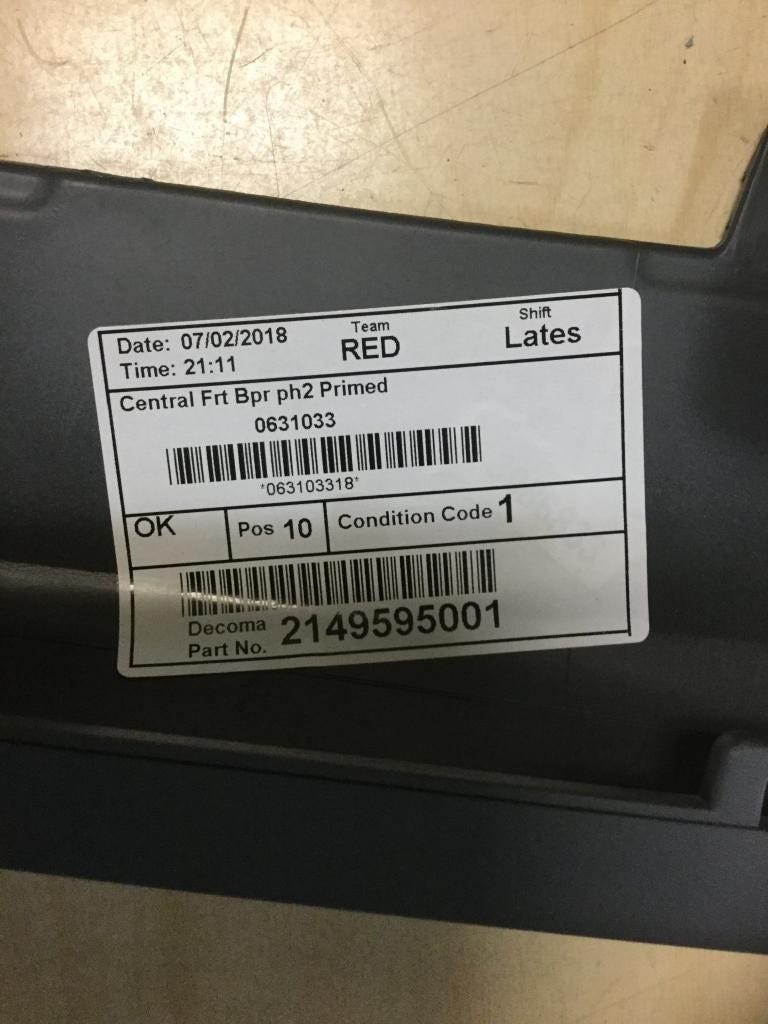 Date: 07/02/2018
Time: 21:11
Team
RED
Shift
Lates
Central Frt Bpr ph2 Primed
0631033
*063103318*
OK
Pos 10
Condition Code 1
Decoma
Part No. 2149595001